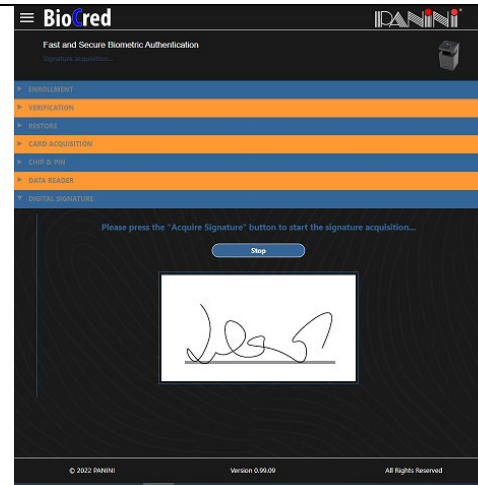 BioCred
PANINI
Fast and Secure Biometric Authentication
Signature acquisition...
ENROLLMENT
VERIFICATION
RESTORE
CARD ACQUISITION
CHIP & PIN
DATA READER
DIGITAL SIGNATURE
Please press the "Acquire Signature" button to start the signature acquisition...
Stop
© 2022 PANINI Version 0.99.09 All Rights Reserved